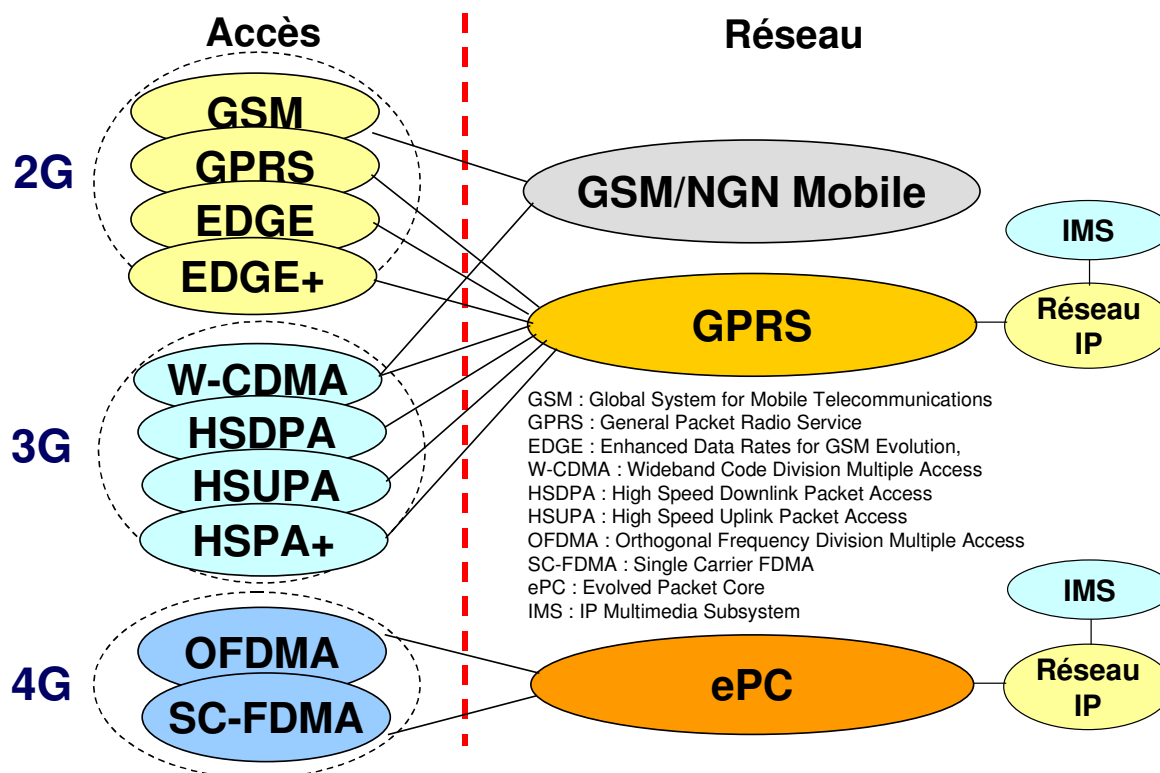 Accès
Réseau
2G
GSM
GPRS
EDGE
EDGE+
GSM/NGN Mobile
IMS
GPRS
Réseau
IP
3G
W-CDMA
HSDPA
HSUPA
HSPA+
GSM : Global System for Mobile Telecommunications
GPRS : General Packet Radio Service
EDGE : Enhanced Data Rates for GSM Evolution,
W-CDMA : Wideband Code Division Multiple Access
HSDPA : High Speed Downlink Packet Access
HSUPA : High Speed Uplink Packet Access
OFDMA : Orthogonal Frequency Division Multiple Access
SC-FDMA : Single Carrier FDMA
ePC : Evolved Packet Core
IMS : IP Multimedia Subsystem
4G
OFDMA
SC-FDMA
ePC
IMS
Réseau
IP